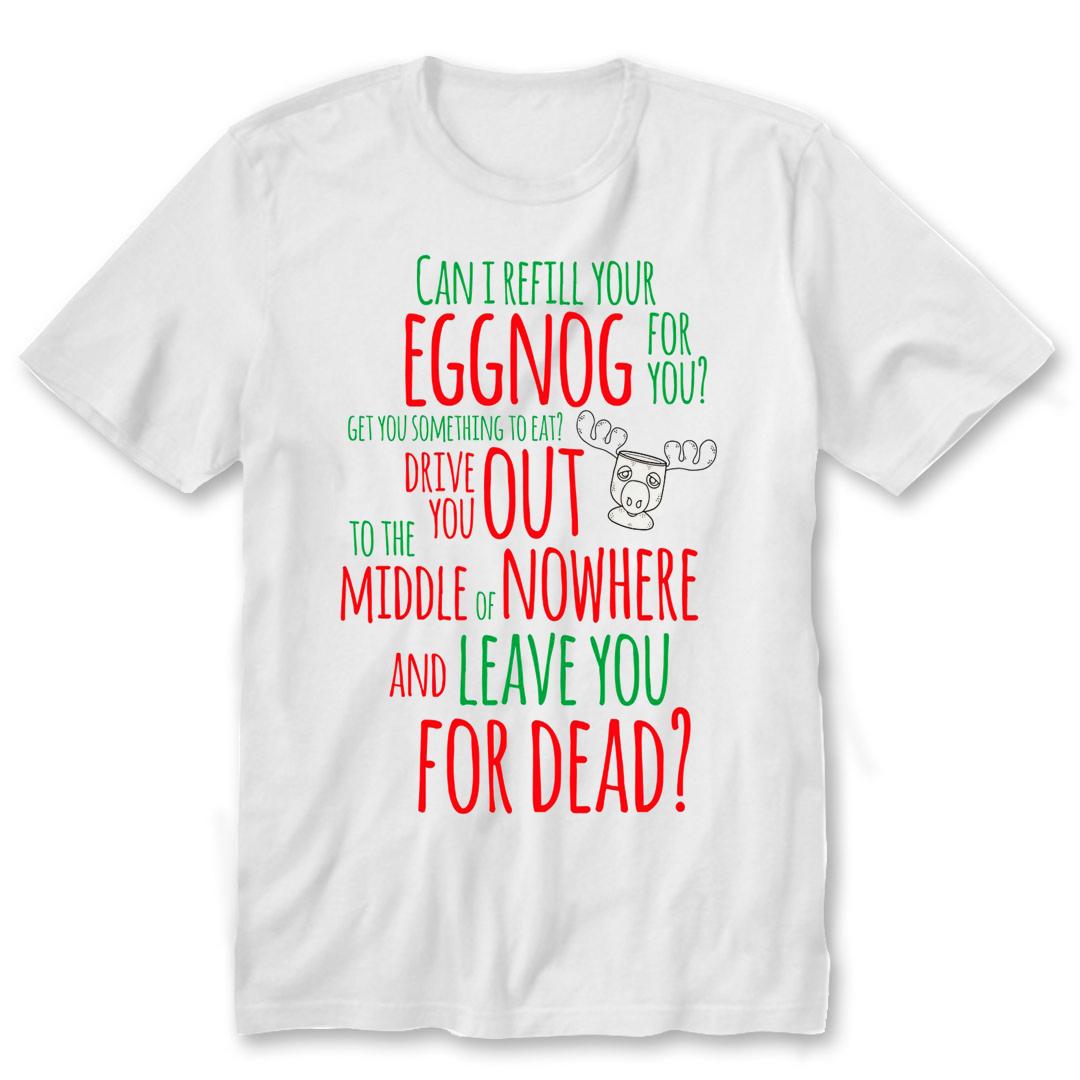 CAN I REFILL YOUR
EGGNOG FOR YOU?
GET YOU SOMETHING TO EAT?
DRIVE YOU OUT
TO THE
MIDDLE OF NOWHERE
AND LEAVE YOU
FOR DEAD?